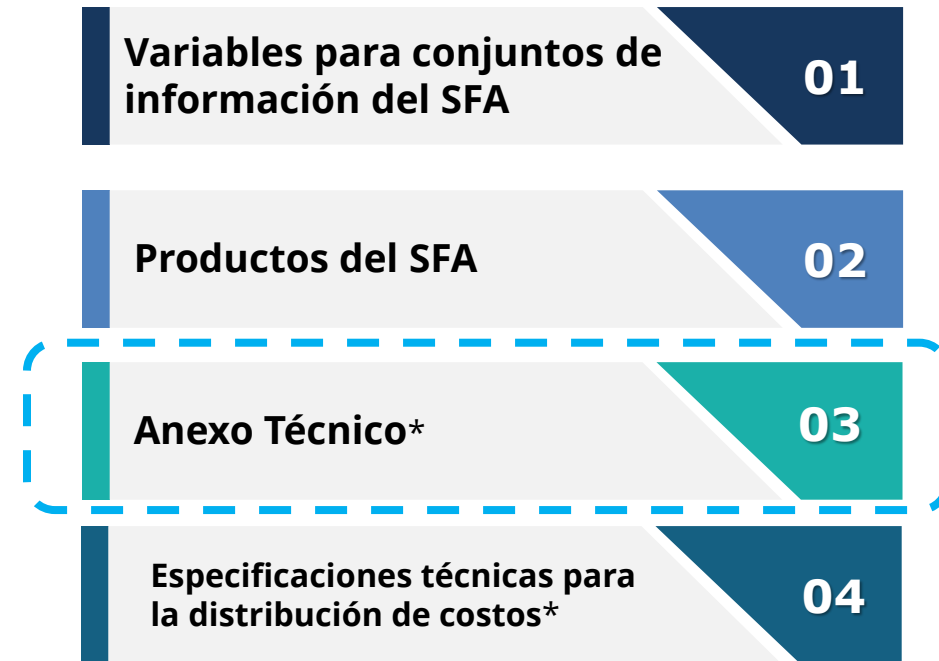 Variables para conjuntos de
información del SFA
01
Productos del SFA
02
Anexo Técnico*
03
Especificaciones técnicas para
la distribución de costos*
04